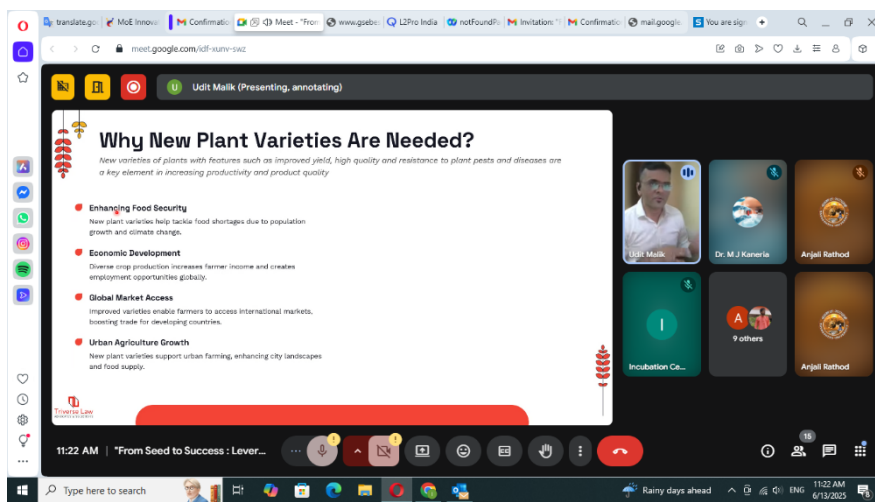 translate.go
MoE Innova
Confirmatio
Meet - "Fron
www.gsebe
L2Pro India
notFoundPa
Invitation: "
Confirmatio
mail.google.
You are sign
meet.google.com/idf-xunv-swz
U Udit Malik (Presenting, annotating)
Why New Plant Varieties Are Needed?
New varieties of plants with features such as improved yield, high quality and resistance to plant pests and diseases are
a key element in increasing productivity and product quality
Enhancing Food Security
New plant varieties help tackle food shortages due to population
growth and climate change.
Economic Development
Diverse crop production increases farmer income and creates
employment opportunities globally.
Global Market Access
Improved varieties enable farmers to access international markets,
boosting trade for developing countries.
Urban Agriculture Growth
New plant varieties support urban farming, enhancing city landscapes
and food supply.
Triverse Law
Udit Malik
Dr. M J Kaneria
Anjali Rathod
I
Incubation Ce...
A
9 others
Anjali Rathod
11:22 AM | "From Seed to Success : Lever...
15
Type here to search
Rainy days ahead
ENG
11:22 AM
6/13/2025